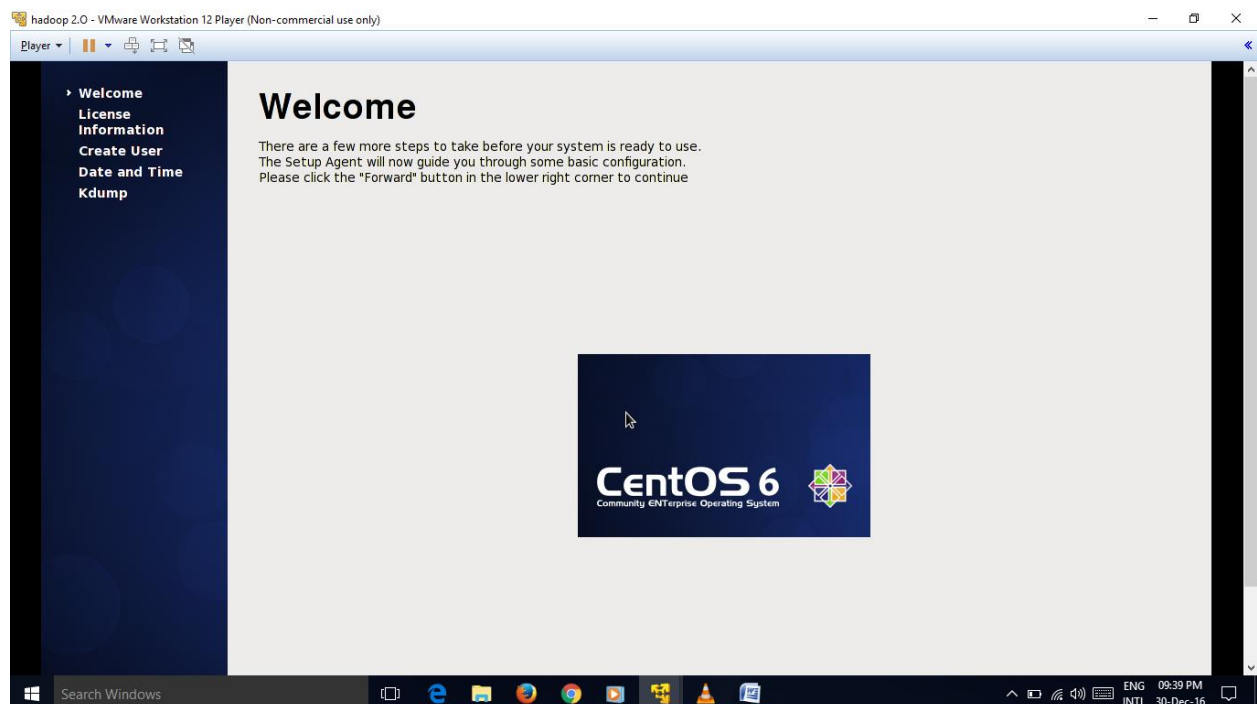 hadoop 2.O - VMware Workstation 12 Player (Non-commercial use only)
Player
Welcome
License
Information
Create User
Date and Time
Kdump
Welcome
There are a few more steps to take before your system is ready to use.
The Setup Agent will now guide you through some basic configuration.
Please click the "Forward" button in the lower right corner to continue
CentOS 6
Community ENTerprise Operating System
Search Windows
ENG
INTL
09:39 PM
30-Dec-16